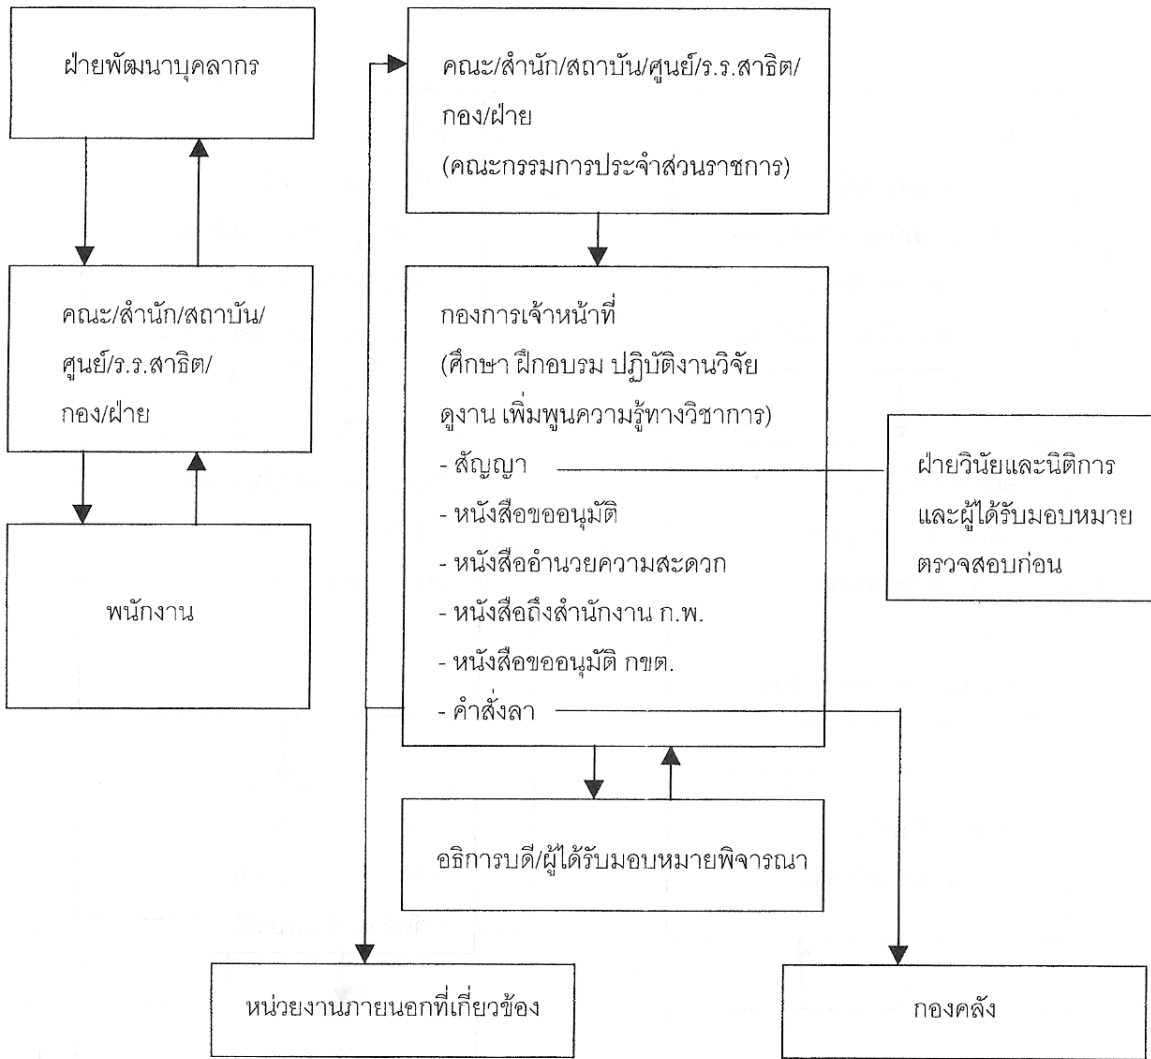 ฝ่ายพัฒนาบุคลากร
คณะ/สำนัก/สถาบัน/
ศูนย์/ร.ร.สาธิต/
กอง/ฝ่าย
พนักงาน
คณะ/สำนัก/สถาบัน/ศูนย์/ร.ร.สาธิต/
กอง/ฝ่าย
(คณะกรรมการประจำส่วนราชการ)
กองการเจ้าหน้าที่
(ศึกษา ฝึกอบรม ปฏิบัติงานวิจัย
ดูงาน เพิ่มพูนความรู้ทางวิชาการ)
- สัญญา
- หนังสือขออนุมัติ
- หนังสืออำนวยความสะดวก
- หนังสือถึงสำนักงาน ก.พ.
- หนังสือขออนุมัติ กขต.
- คำสั่งลา
ฝ่ายวินัยและนิติการ
และผู้ได้รับมอบหมาย
ตรวจสอบก่อน
อธิการบดี/ผู้ได้รับมอบหมายพิจารณา
หน่วยงานภายนอกที่เกี่ยวข้อง
กองคลัง